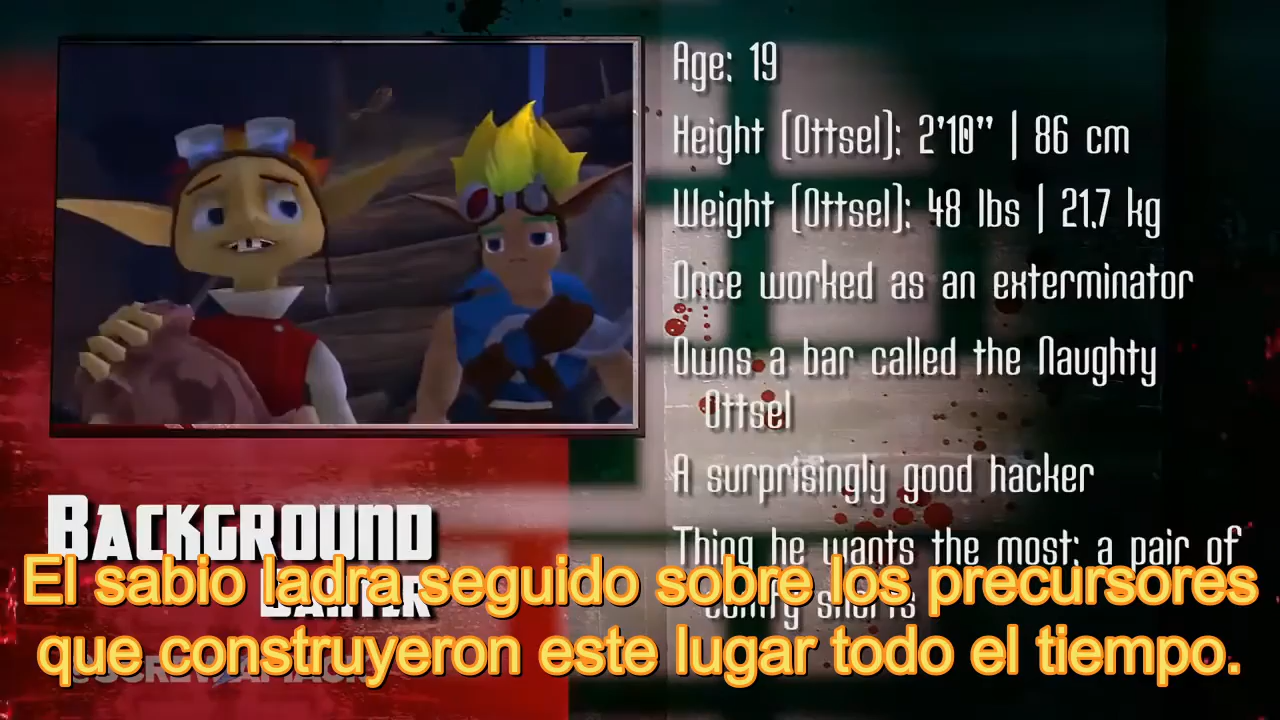 Age: 19
Height (Ottsel): 2'10" | 86 cm
Weight (Ottsel): 48 lbs | 21.7 kg
Once worked as an exterminator
Owns a bar called the Naughty
Ottsel
A surprisingly good hacker
Thing he wants the most: a pair of
comfy shorts
BACKGROUND
El sabio ladra seguido sobre los precursores
que construyeron este lugar todo el tiempo.